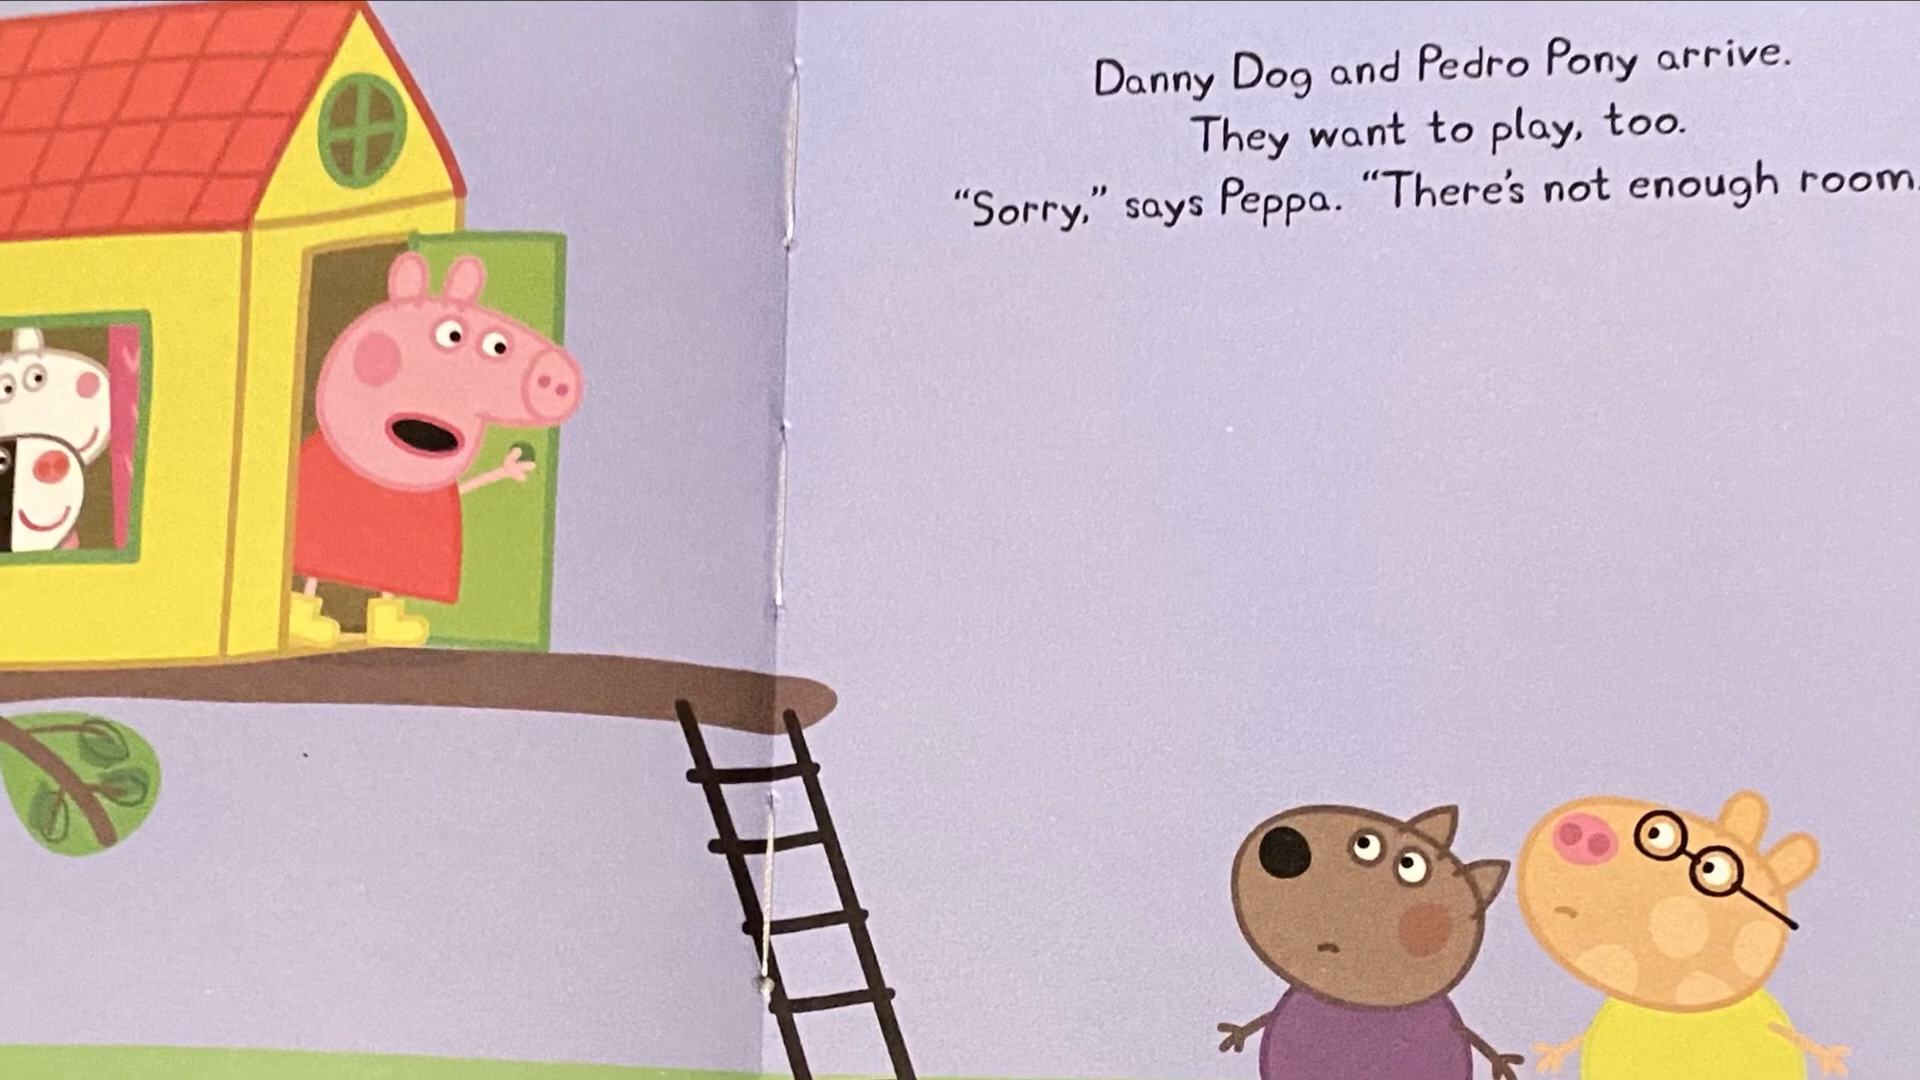 Danny Dog and Pedro Pony arrive.
They want to play, too.
“Sorry,” says Peppa. “There's not enough room.